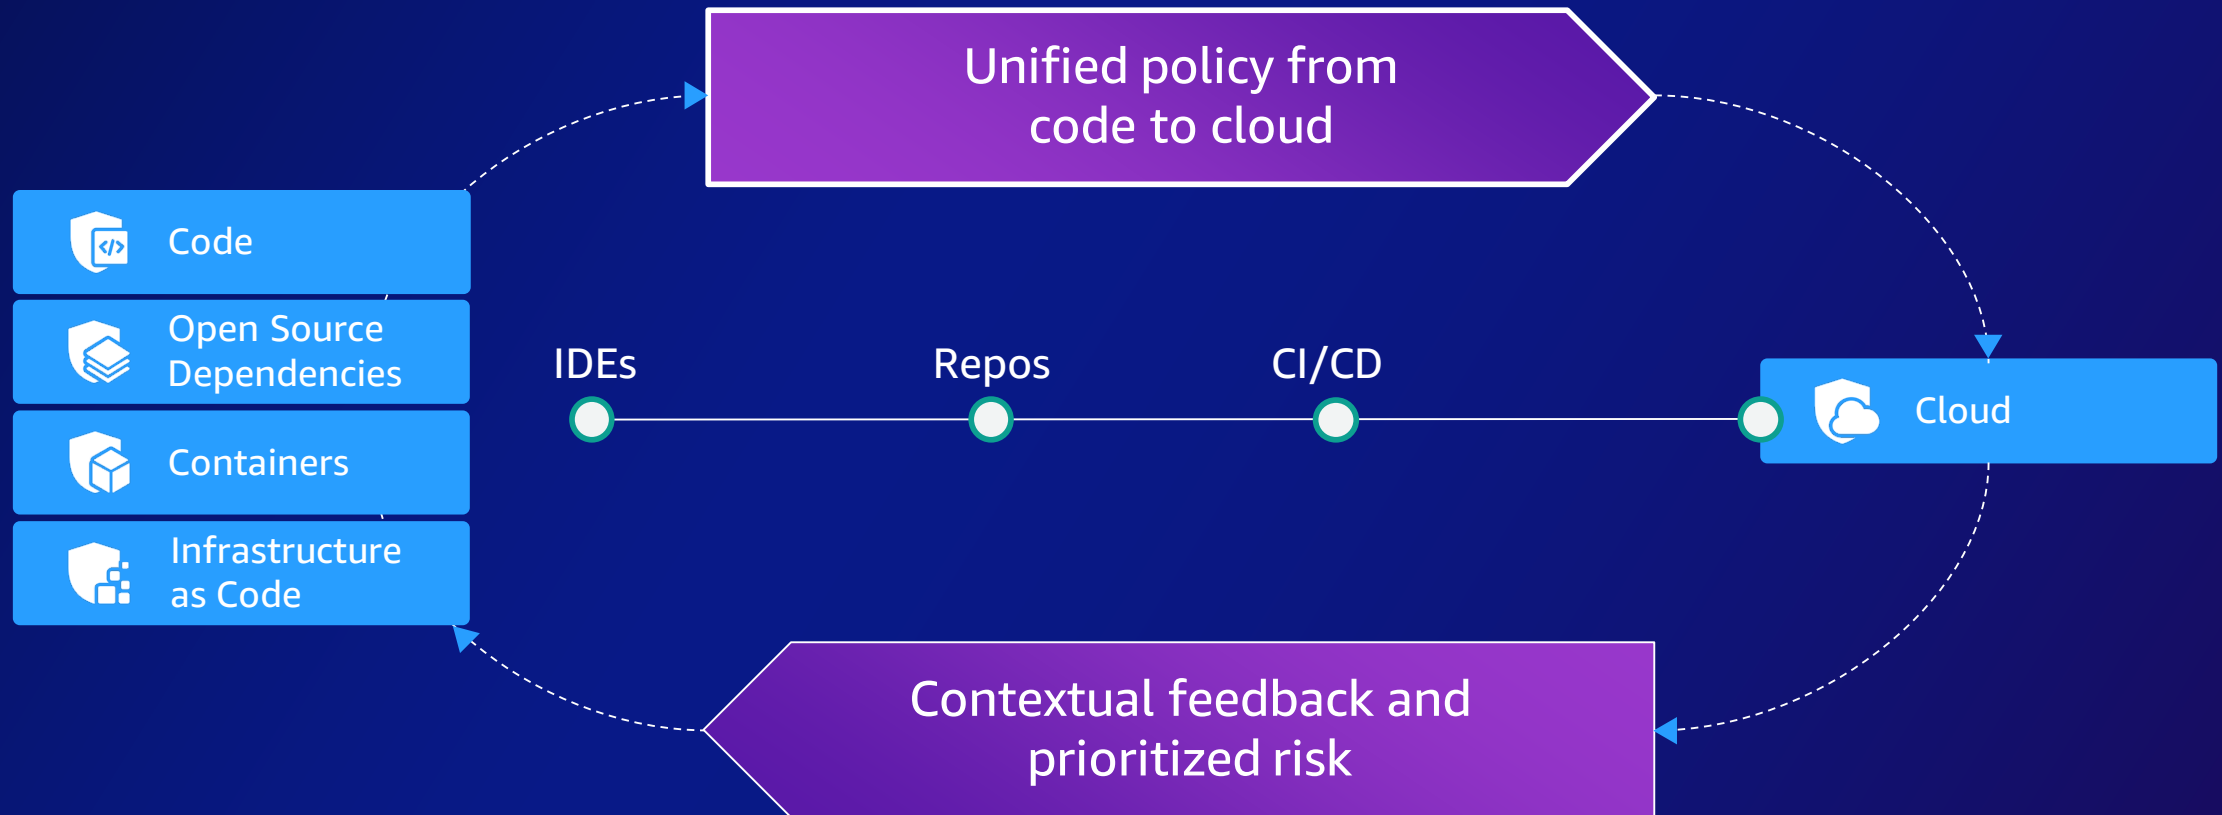 Unified policy from
code to cloud
Code
Open Source
Dependencies
Containers
Infrastructure
as Code
IDEs
Repos
CI/CD
Cloud
Contextual feedback and
prioritized risk